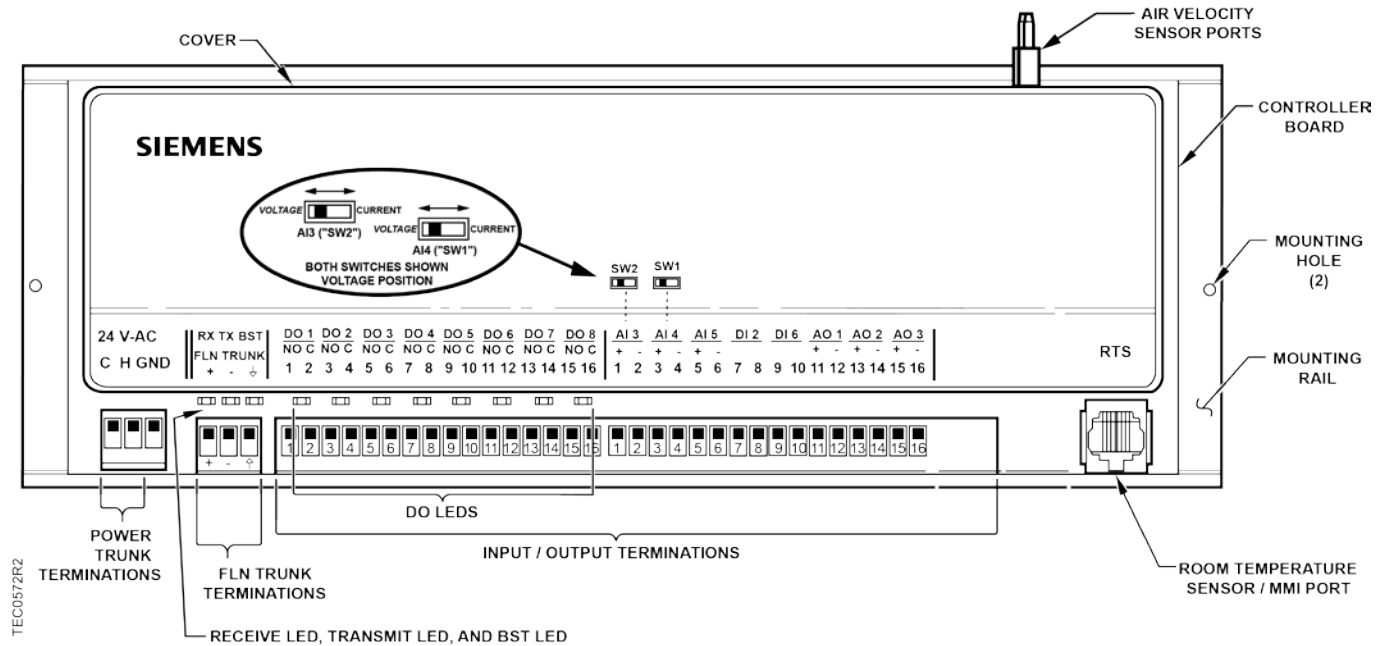 AIR VELOCITY
SENSOR PORTS
COVER
CONTROLLER
BOARD
SIEMENS
VOLTAGE CURRENT
AI3 ("SW2")
VOLTAGE CURRENT
AI4 ("SW1")
BOTH SWITCHES SHOWN
VOLTAGE POSITION
SW2 SW1
MOUNTING
HOLE
(2)
24 V-AC
C H GND
RX TX BST
FLN TRUNK
+ - ⏚
DO 1 DO 2 DO 3 DO 4 DO 5 DO 6 DO 7 DO 8
NO C NO C NO C NO C NO C NO C NO C NO C
1 2 3 4 5 6 7 8 9 10 11 12 13 14 15 16
AI 3 AI 4 AI 5 DI 2 DI 6 AO 1 AO 2 AO 3
+ - + - + - + - + - + -
1 2 3 4 5 6 7 8 9 10 11 12 13 14 15 16
RTS
MOUNTING
RAIL
+ -
1 2 3 4 5 6 7 8 9 10 11 12 13 14 15 16
1 2 3 4 5 6 7 8 9 10 11 12 13 14 15 16
DO LEDS
POWER
TRUNK
TERMINATIONS
FLN TRUNK
TERMINATIONS
INPUT / OUTPUT TERMINATIONS
ROOM TEMPERATURE
SENSOR / MMI PORT
RECEIVE LED, TRANSMIT LED, AND BST LED
TEC0572R2